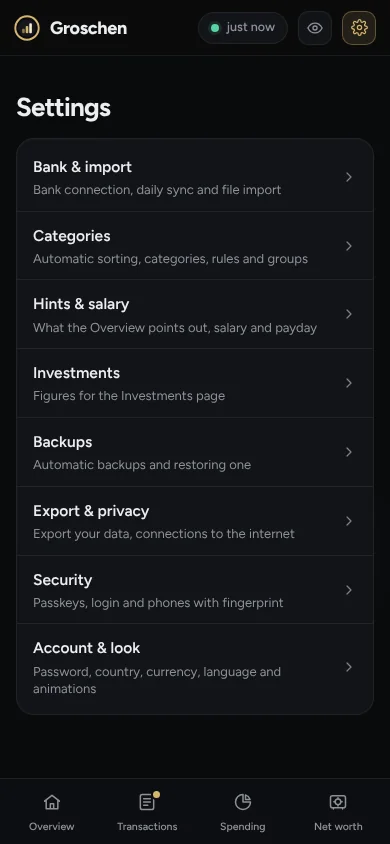 Groschen
just now
Settings
Bank & import
Bank connection, daily sync and file import
Categories
Automatic sorting, categories, rules and groups
Hints & salary
What the Overview points out, salary and payday
Investments
Figures for the Investments page
Backups
Automatic backups and restoring one
Export & privacy
Export your data, connections to the internet
Security
Passkeys, login and phones with fingerprint
Account & look
Password, country, currency, language and
animations
Overview
Transactions
Spending
Net worth